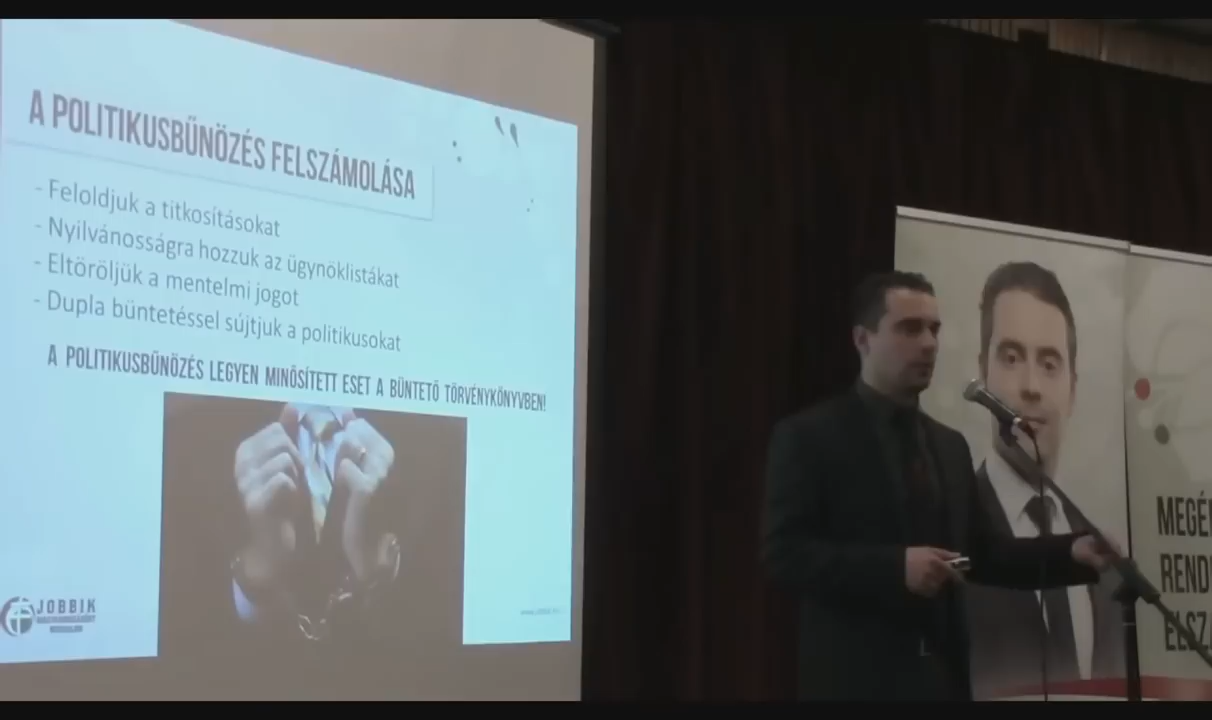 A POLITIKUSBŰNÖZÉS FELSZÁMOLÁSA
- Feloldjuk a titkosításokat
- Nyilvánosságra hozzuk az ügynöklistákat
- Eltöröljük a mentelmi jogot
- Dupla büntetéssel sújtjuk a politikusokat
A POLITIKUSBŰNÖZÉS LEGYEN MINŐSÍTETT ESET A BÜNTETŐ TÖRVÉNYKÖNYVBEN!
JOBBIK
MEGÉ
REND
ELSZ